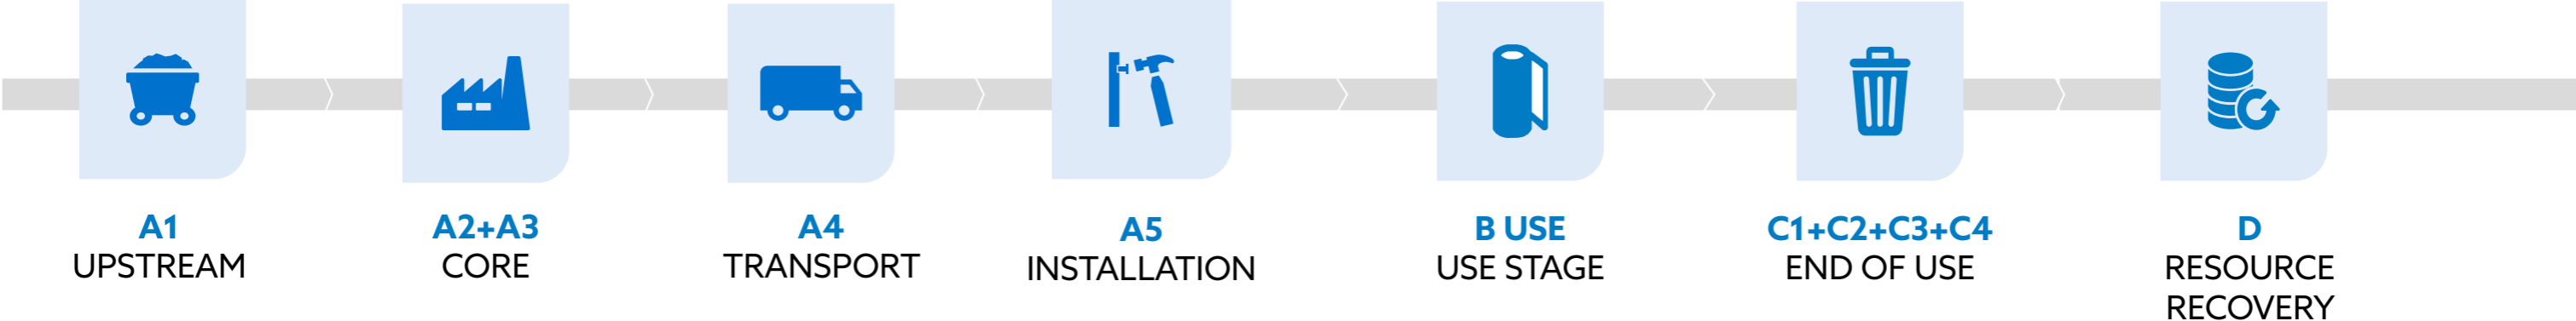 A1
UPSTREAM
A2+A3
CORE
A4
TRANSPORT
A5
INSTALLATION
B USE
USE STAGE
C1+C2+C3+C4
END OF USE
D
RESOURCE
RECOVERY